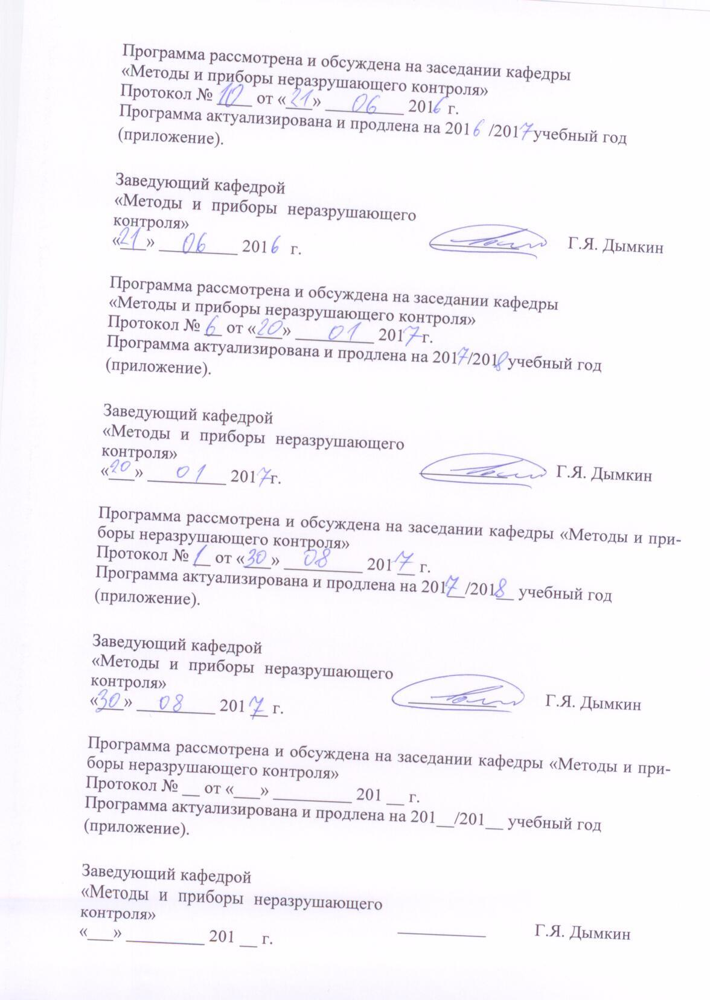 Программа рассмотрена и обсуждена на заседании кафедры
«Методы и приборы неразрушающего контроля»
Протокол № 10 от «21» 06 2016 г.
Программа актуализирована и продлена на 2016 /2017 учебный год
(приложение).
Заведующий кафедрой
«Методы и приборы неразрушающего
контроля»
«21» 06 2016 г. Г.Я. Дымкин
Программа рассмотрена и обсуждена на заседании кафедры
«Методы и приборы неразрушающего контроля»
Протокол № 6 от «20» 01 2017 г.
Программа актуализирована и продлена на 2017/2018 учебный год
(приложение).
Заведующий кафедрой
«Методы и приборы неразрушающего
контроля»
«20» 01 2017 г. Г.Я. Дымкин
Программа рассмотрена и обсуждена на заседании кафедры «Методы и при-
боры неразрушающего контроля»
Протокол № 1 от «30» 08 2017 г.
Программа актуализирована и продлена на 2017/2018 учебный год
(приложение).
Заведующий кафедрой
«Методы и приборы неразрушающего
контроля»
«30» 08 2017 г. Г.Я. Дымкин
Программа рассмотрена и обсуждена на заседании кафедры «Методы и при-
боры неразрушающего контроля»
Протокол № __ от «___» _________ 201 __ г.
Программа актуализирована и продлена на 201__/201__ учебный год
(приложение).
Заведующий кафедрой
«Методы и приборы неразрушающего
контроля»
«___» _________ 201 __ г. __________ Г.Я. Дымкин